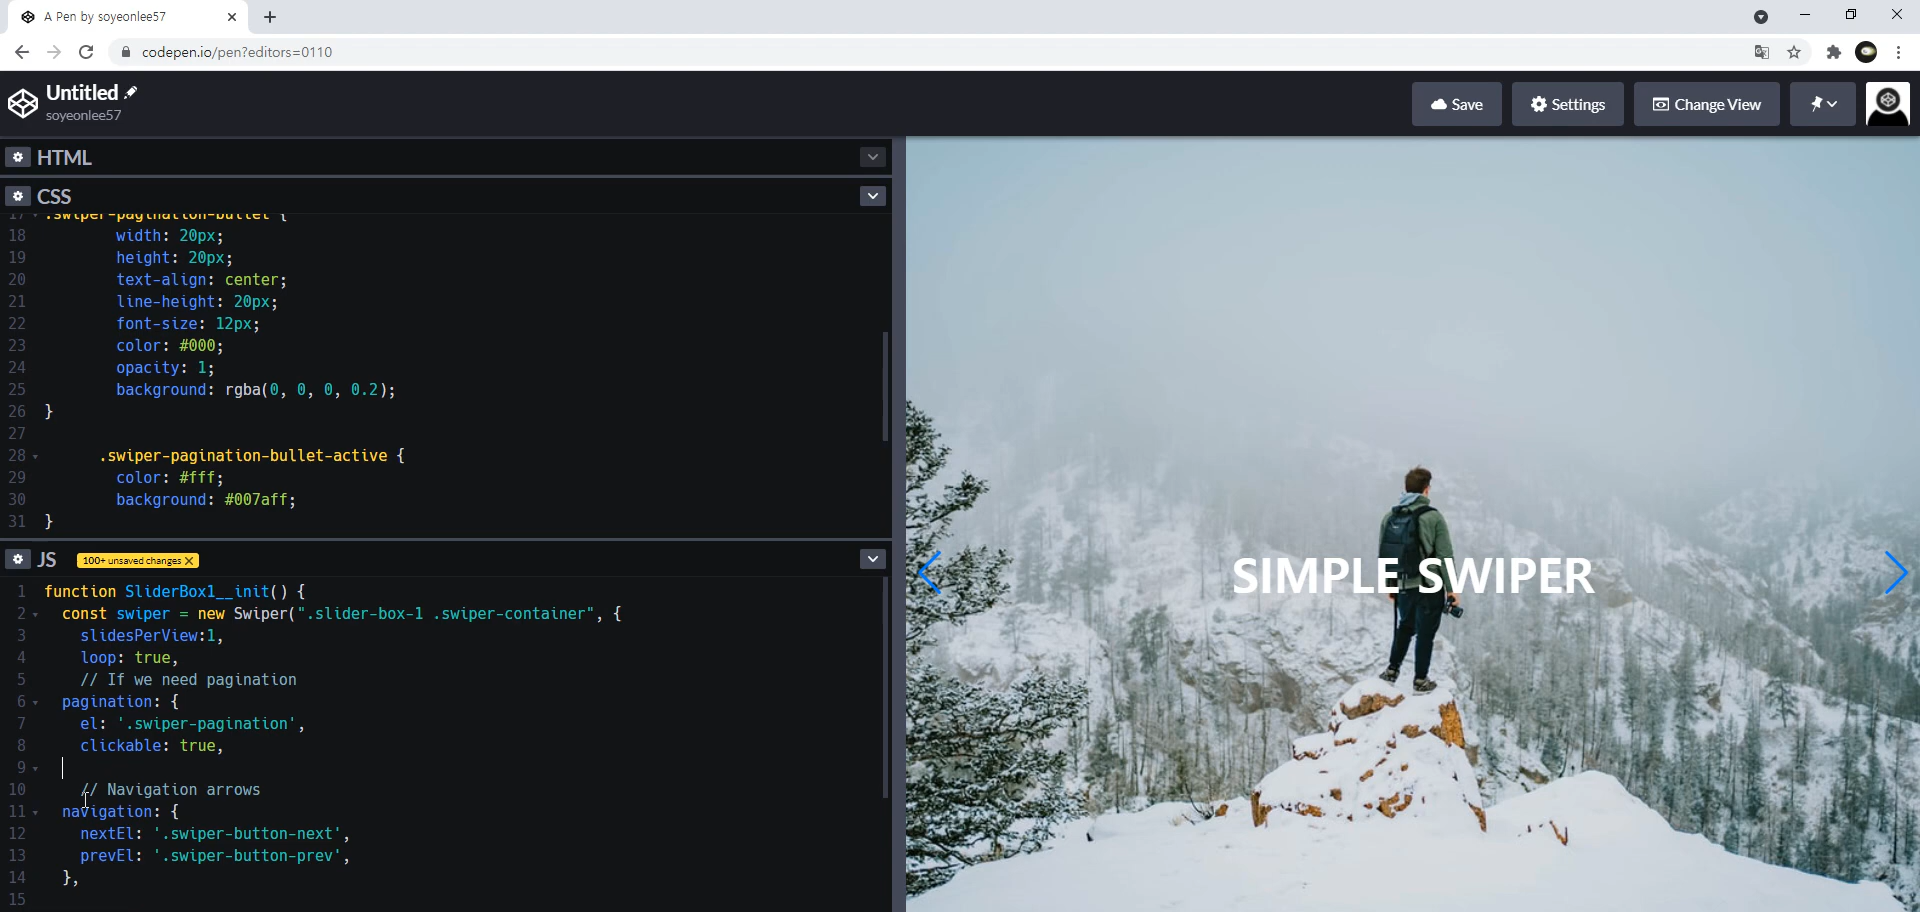 A Pen by soyeonlee57
codepen.io/pen?editors=0110
Untitled
soyeonlee57
Save
Settings
Change View
HTML
CSS
17 .swiper-pagination-bullet {
18 width: 20px;
19 height: 20px;
20 text-align: center;
21 line-height: 20px;
22 font-size: 12px;
23 color: #000;
24 opacity: 1;
25 background: rgba(0, 0, 0, 0.2);
26 }
27
28 .swiper-pagination-bullet-active {
29 color: #fff;
30 background: #007aff;
31 }
JS 100+ unsaved changes X
1 function SliderBox1__init() {
2 const swiper = new Swiper(".slider-box-1 .swiper-container", {
3 slidesPerView:1,
4 loop: true,
5 // If we need pagination
6 pagination: {
7 el: '.swiper-pagination',
8 clickable: true,
9
10 // Navigation arrows
11 navigation: {
12 nextEl: '.swiper-button-next',
13 prevEl: '.swiper-button-prev',
14 },
15
SIMPLE SWIPER